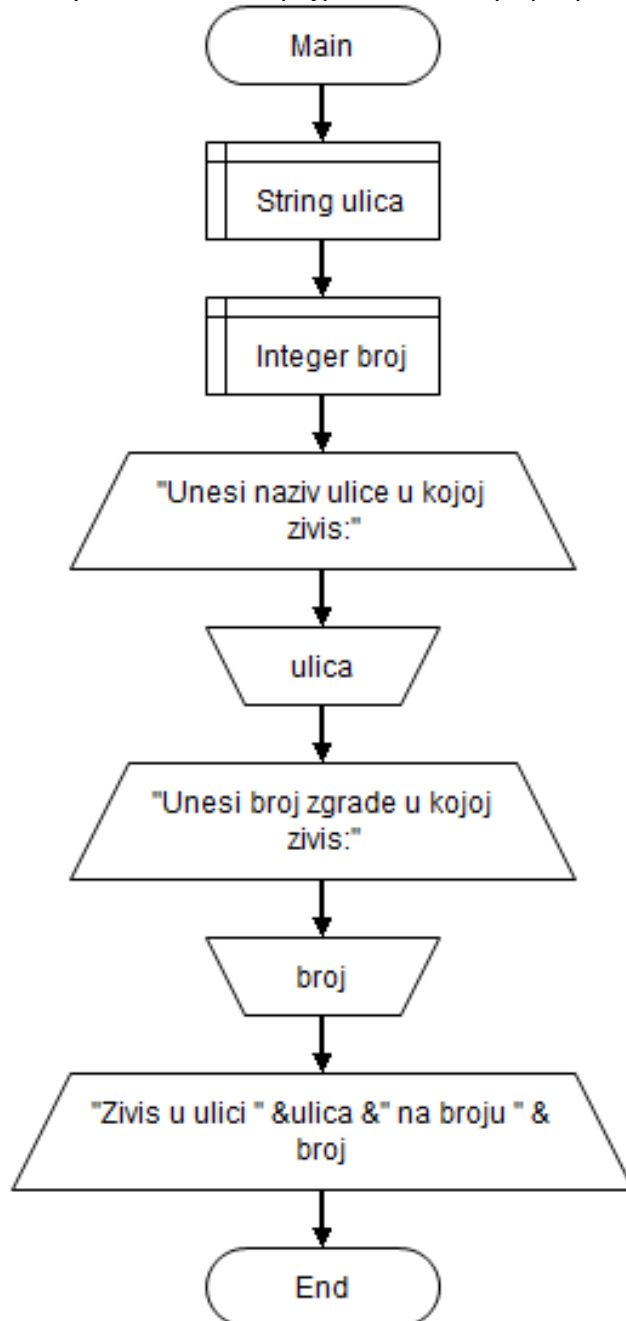 Main
String ulica
Integer broj
"Unesi naziv ulice u kojoj
zivis:"
ulica
"Unesi broj zgrade u kojoj
zivis:"
broj
"Zivis u ulici " &ulica &" na broju " &
broj
End